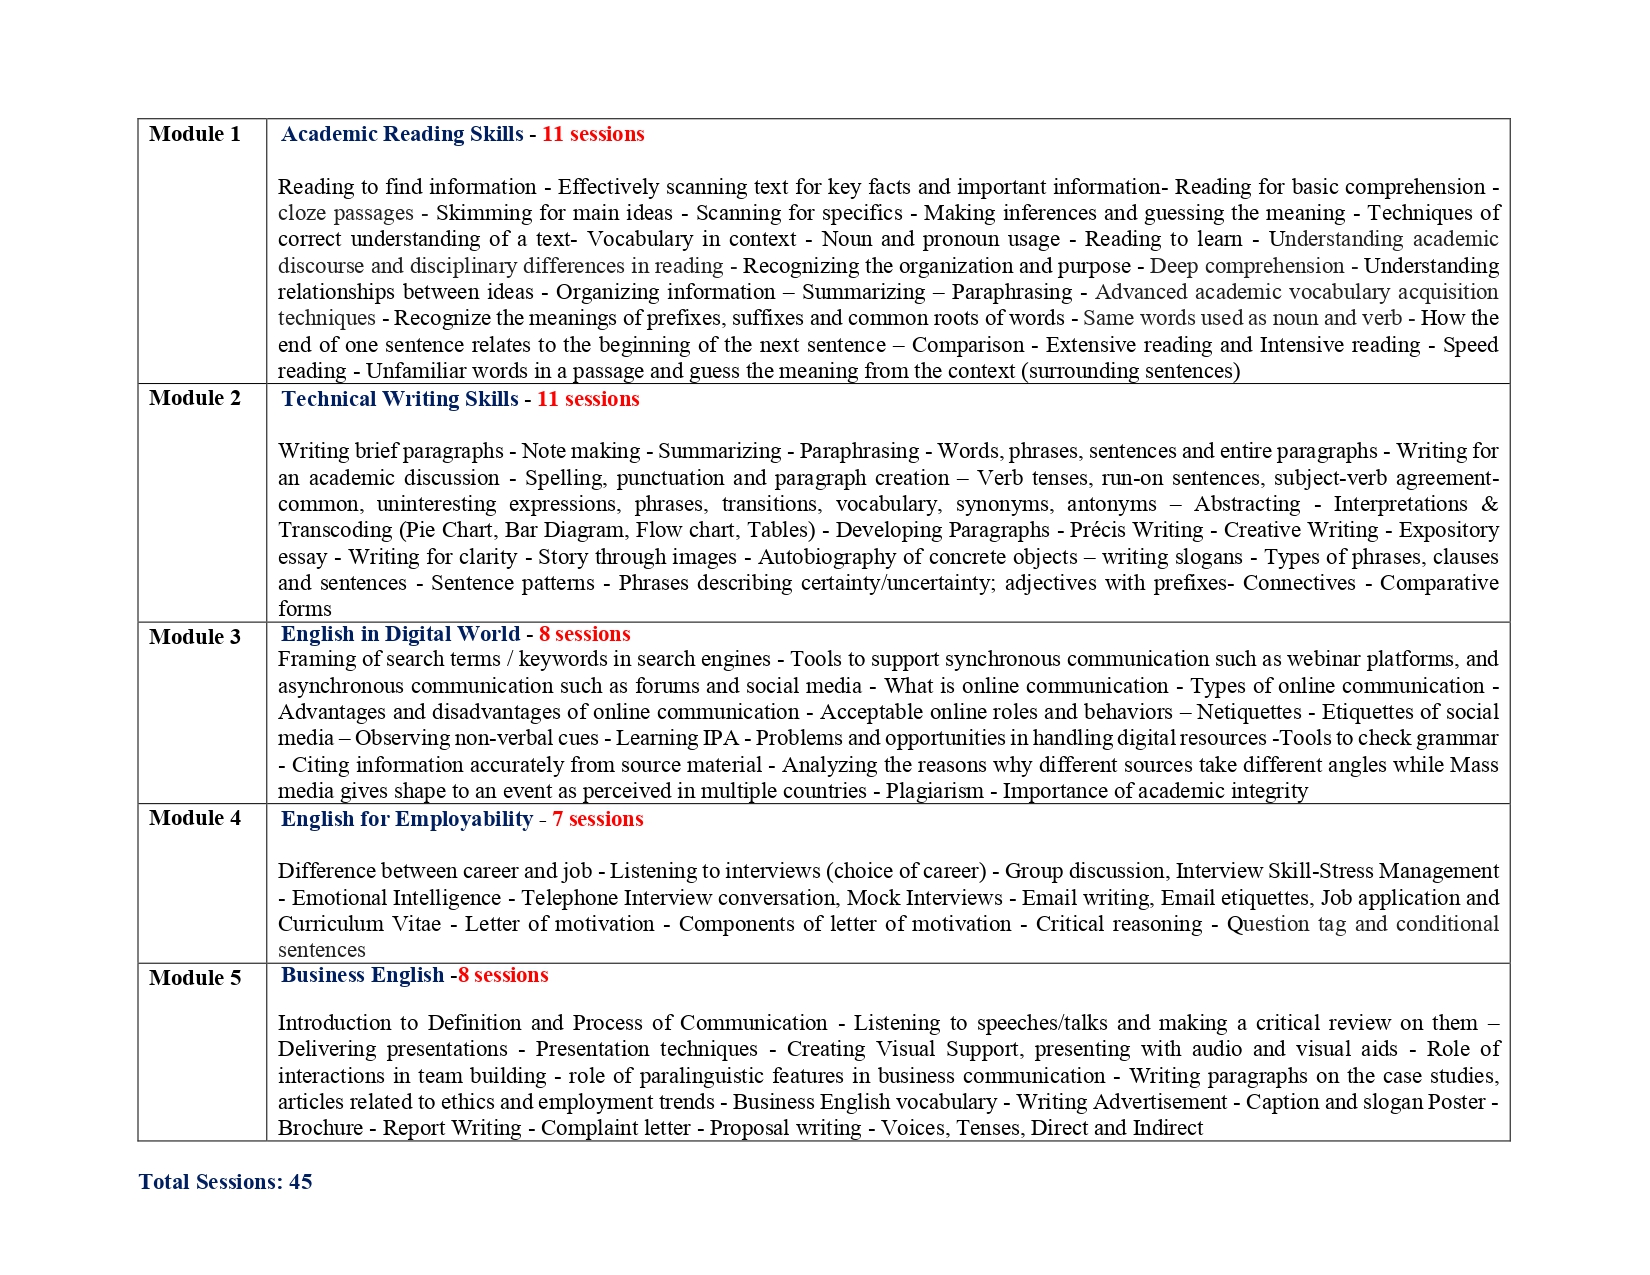 Module 1
Academic Reading Skills - 11 sessions
Reading to find information - Effectively scanning text for key facts and important information- Reading for basic comprehension -
cloze passages - Skimming for main ideas - Scanning for specifics - Making inferences and guessing the meaning - Techniques of
correct understanding of a text- Vocabulary in context - Noun and pronoun usage - Reading to learn - Understanding academic
discourse and disciplinary differences in reading - Recognizing the organization and purpose - Deep comprehension - Understanding
relationships between ideas - Organizing information – Summarizing – Paraphrasing - Advanced academic vocabulary acquisition
techniques - Recognize the meanings of prefixes, suffixes and common roots of words - Same words used as noun and verb - How the
end of one sentence relates to the beginning of the next sentence – Comparison - Extensive reading and Intensive reading - Speed
reading - Unfamiliar words in a passage and guess the meaning from the context (surrounding sentences)
Module 2
Technical Writing Skills - 11 sessions
Writing brief paragraphs - Note making - Summarizing - Paraphrasing - Words, phrases, sentences and entire paragraphs - Writing for
an academic discussion - Spelling, punctuation and paragraph creation – Verb tenses, run-on sentences, subject-verb agreement-
common, uninteresting expressions, phrases, transitions, vocabulary, synonyms, antonyms – Abstracting - Interpretations &
Transcoding (Pie Chart, Bar Diagram, Flow chart, Tables) - Developing Paragraphs - Précis Writing - Creative Writing - Expository
essay - Writing for clarity - Story through images - Autobiography of concrete objects – writing slogans - Types of phrases, clauses
and sentences - Sentence patterns - Phrases describing certainty/uncertainty; adjectives with prefixes- Connectives - Comparative
forms
Module 3
English in Digital World - 8 sessions
Framing of search terms / keywords in search engines - Tools to support synchronous communication such as webinar platforms, and
asynchronous communication such as forums and social media - What is online communication - Types of online communication -
Advantages and disadvantages of online communication - Acceptable online roles and behaviors – Netiquettes - Etiquettes of social
media – Observing non-verbal cues - Learning IPA - Problems and opportunities in handling digital resources -Tools to check grammar
- Citing information accurately from source material - Analyzing the reasons why different sources take different angles while Mass
media gives shape to an event as perceived in multiple countries - Plagiarism - Importance of academic integrity
Module 4
English for Employability - 7 sessions
Difference between career and job - Listening to interviews (choice of career) - Group discussion, Interview Skill-Stress Management
- Emotional Intelligence - Telephone Interview conversation, Mock Interviews - Email writing, Email etiquettes, Job application and
Curriculum Vitae - Letter of motivation - Components of letter of motivation - Critical reasoning - Question tag and conditional
sentences
Module 5
Business English -8 sessions
Introduction to Definition and Process of Communication - Listening to speeches/talks and making a critical review on them –
Delivering presentations - Presentation techniques - Creating Visual Support, presenting with audio and visual aids - Role of
interactions in team building - role of paralinguistic features in business communication - Writing paragraphs on the case studies,
articles related to ethics and employment trends - Business English vocabulary - Writing Advertisement - Caption and slogan Poster -
Brochure - Report Writing - Complaint letter - Proposal writing - Voices, Tenses, Direct and Indirect
Total Sessions: 45